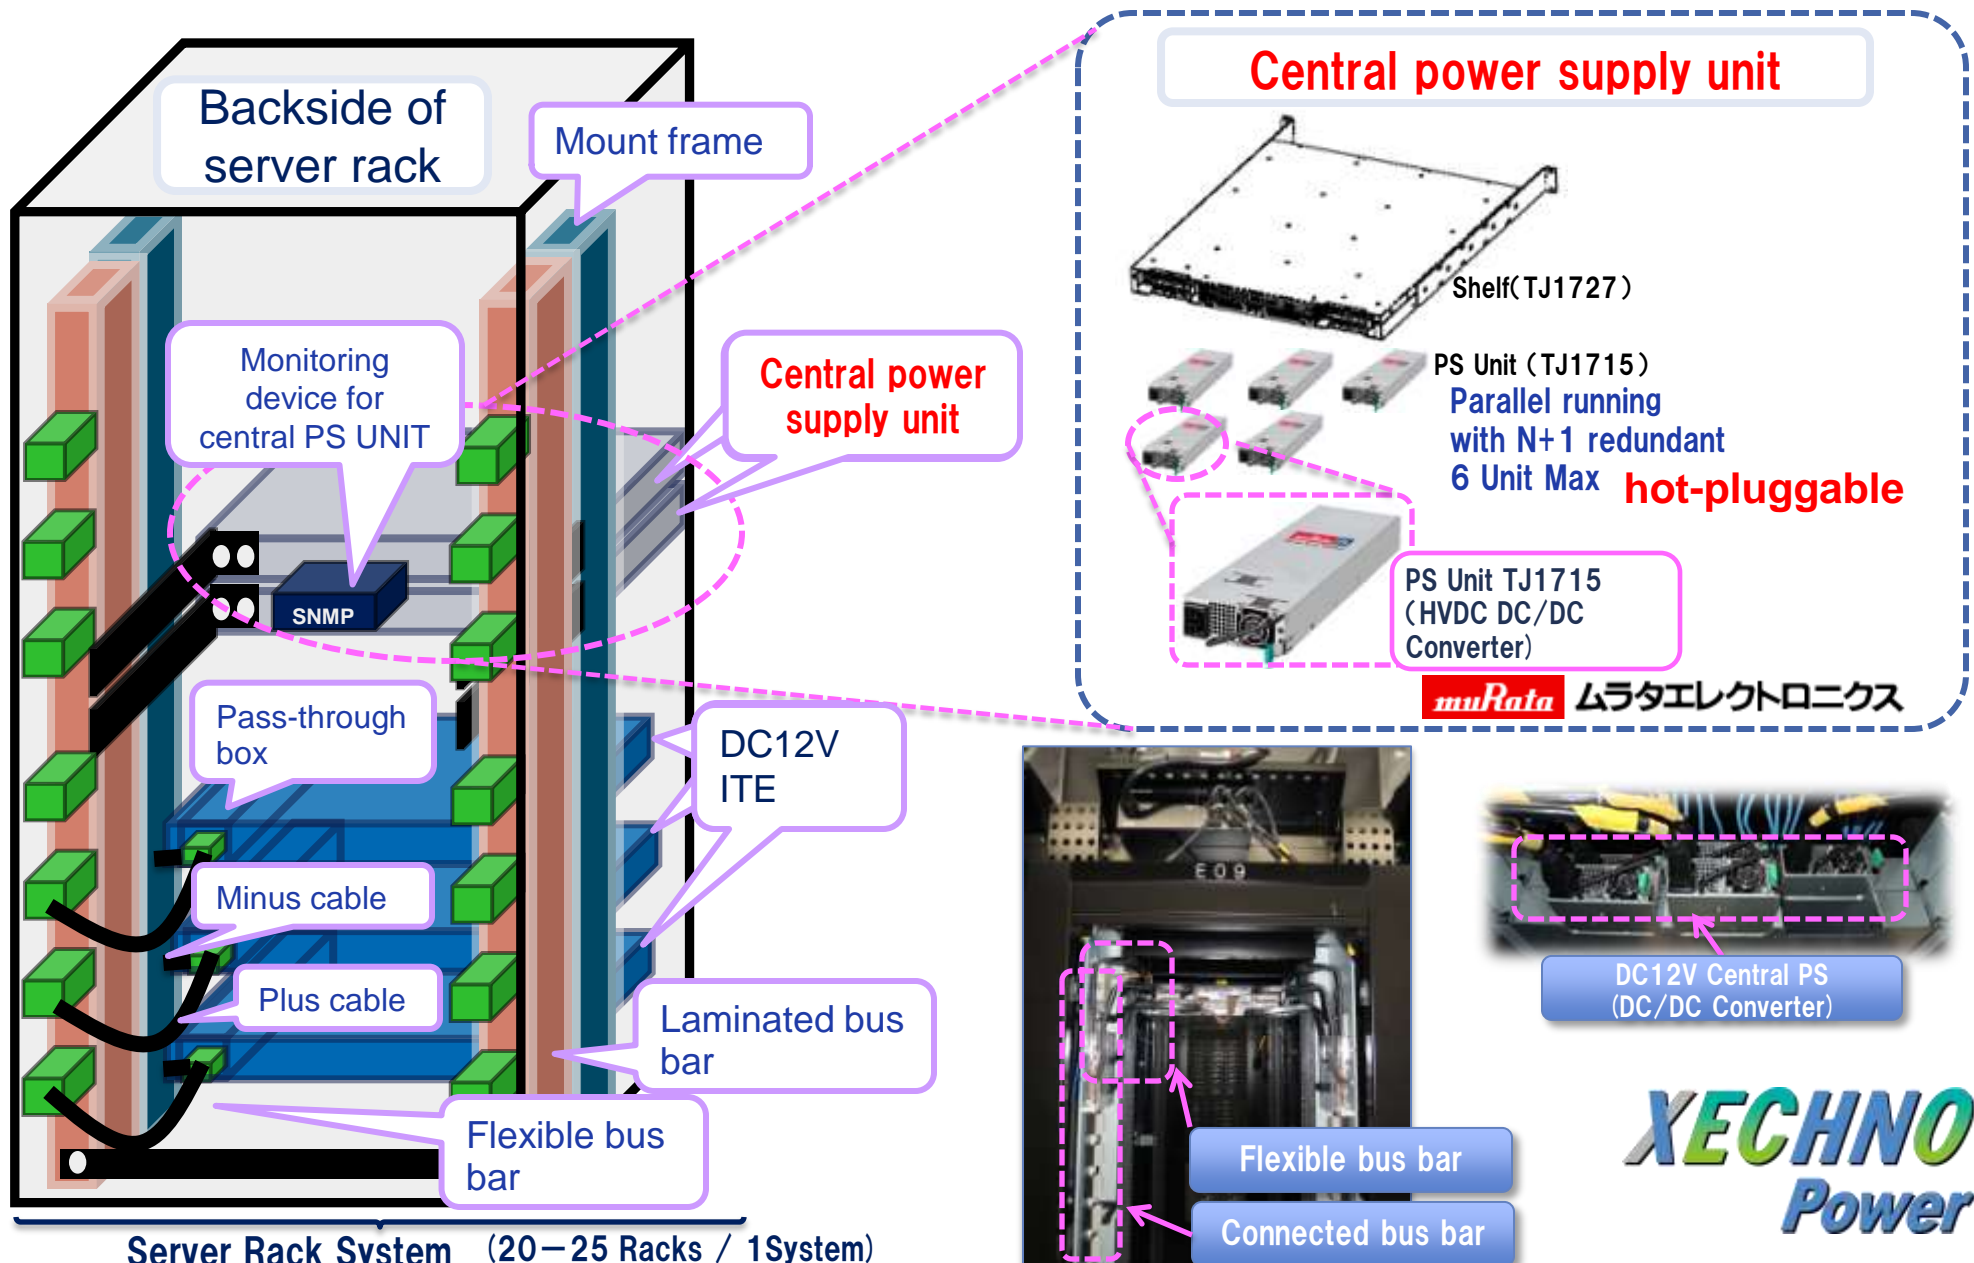 Backside of
server rack
Mount frame
Monitoring
device for
central PS UNIT
Central power
supply unit
SNMP
Pass-through
box
DC12V
ITE
Minus cable
Plus cable
Laminated bus
bar
Flexible bus
bar
Server Rack System (20－25 Racks / 1System)
Central power supply unit
Shelf(TJ1727)
PS Unit (TJ1715)
Parallel running
with N+1 redundant
6 Unit Max
hot-pluggable
muRata
PS Unit TJ1715
(HVDC DC/DC
Converter)
muRata ムラタエレクトロニクス
E09
Flexible bus bar
Connected bus bar
DC12V Central PS
(DC/DC Converter)
XECHNO
Power